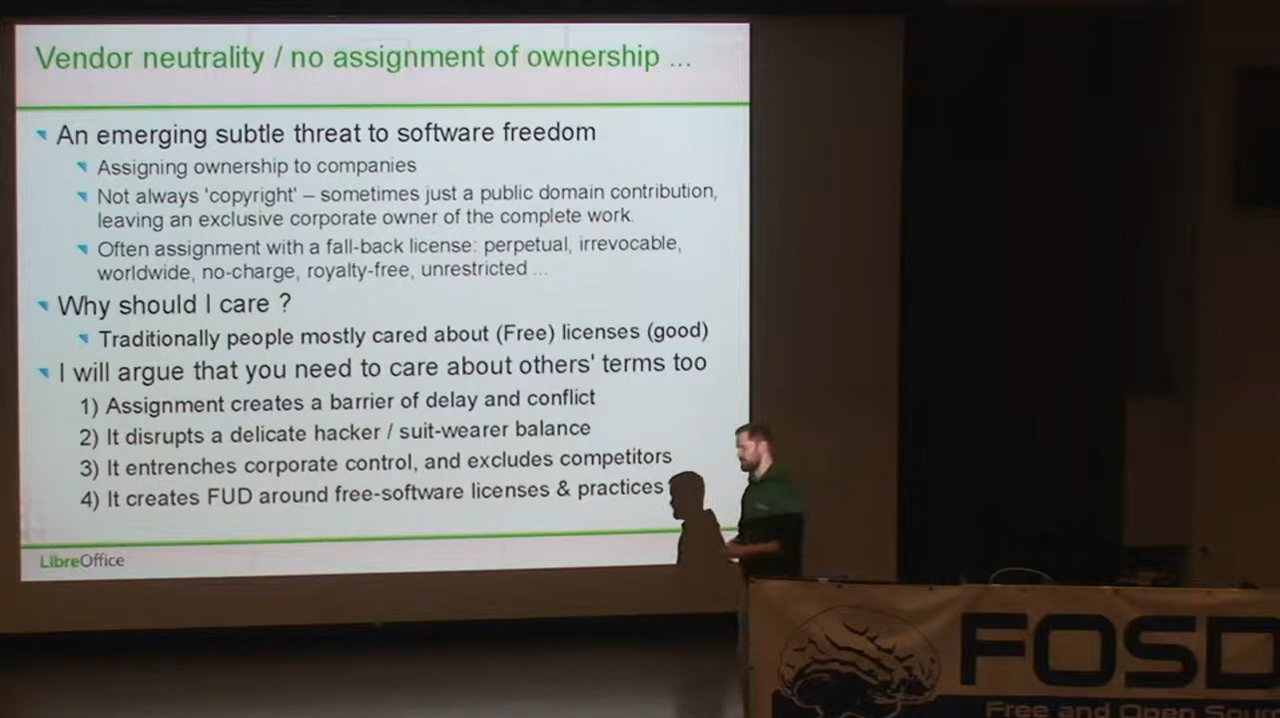 Vendor neutrality / no assignment of ownership ...
An emerging subtle threat to software freedom
Assigning ownership to companies
Not always 'copyright' – sometimes just a public domain contribution,
leaving an exclusive corporate owner of the complete work.
Often assignment with a fall-back license: perpetual, irrevocable,
worldwide, no-charge, royalty-free, unrestricted ...
Why should I care ?
Traditionally people mostly cared about (Free) licenses (good)
I will argue that you need to care about others' terms too
1) Assignment creates a barrier of delay and conflict
2) It disrupts a delicate hacker / suit-wearer balance
3) It entrenches corporate control, and excludes competitors
4) It creates FUD around free-software licenses & practices
LibreOffice
FOSD
Free and Open Sour